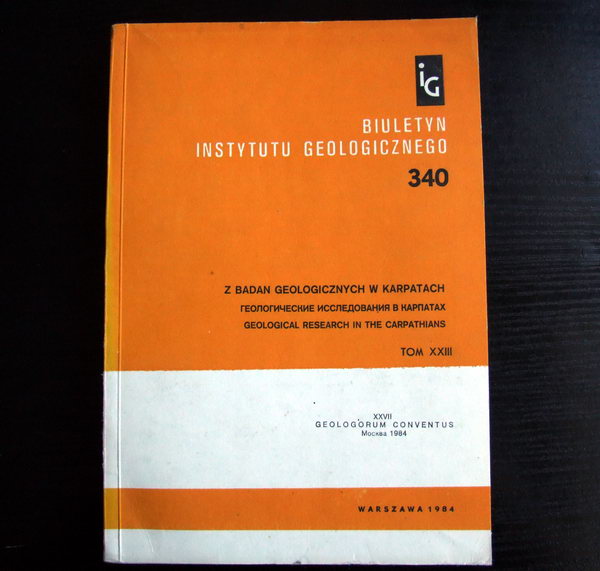 iG
BIULETYN
INSTYTUTU GEOLOGICZNEGO
340
Z BADAŃ GEOLOGICZNYCH W KARPATACH
ГЕОЛОГИЧЕСКИЕ ИССЛЕДОВАНИЯ В КАРПАТАХ
GEOLOGICAL RESEARCH IN THE CARPATHIANS
TOM XXIII
XXVII
GEOLOGORUM CONVENTUS
Москва 1984
WARSZAWA 1984